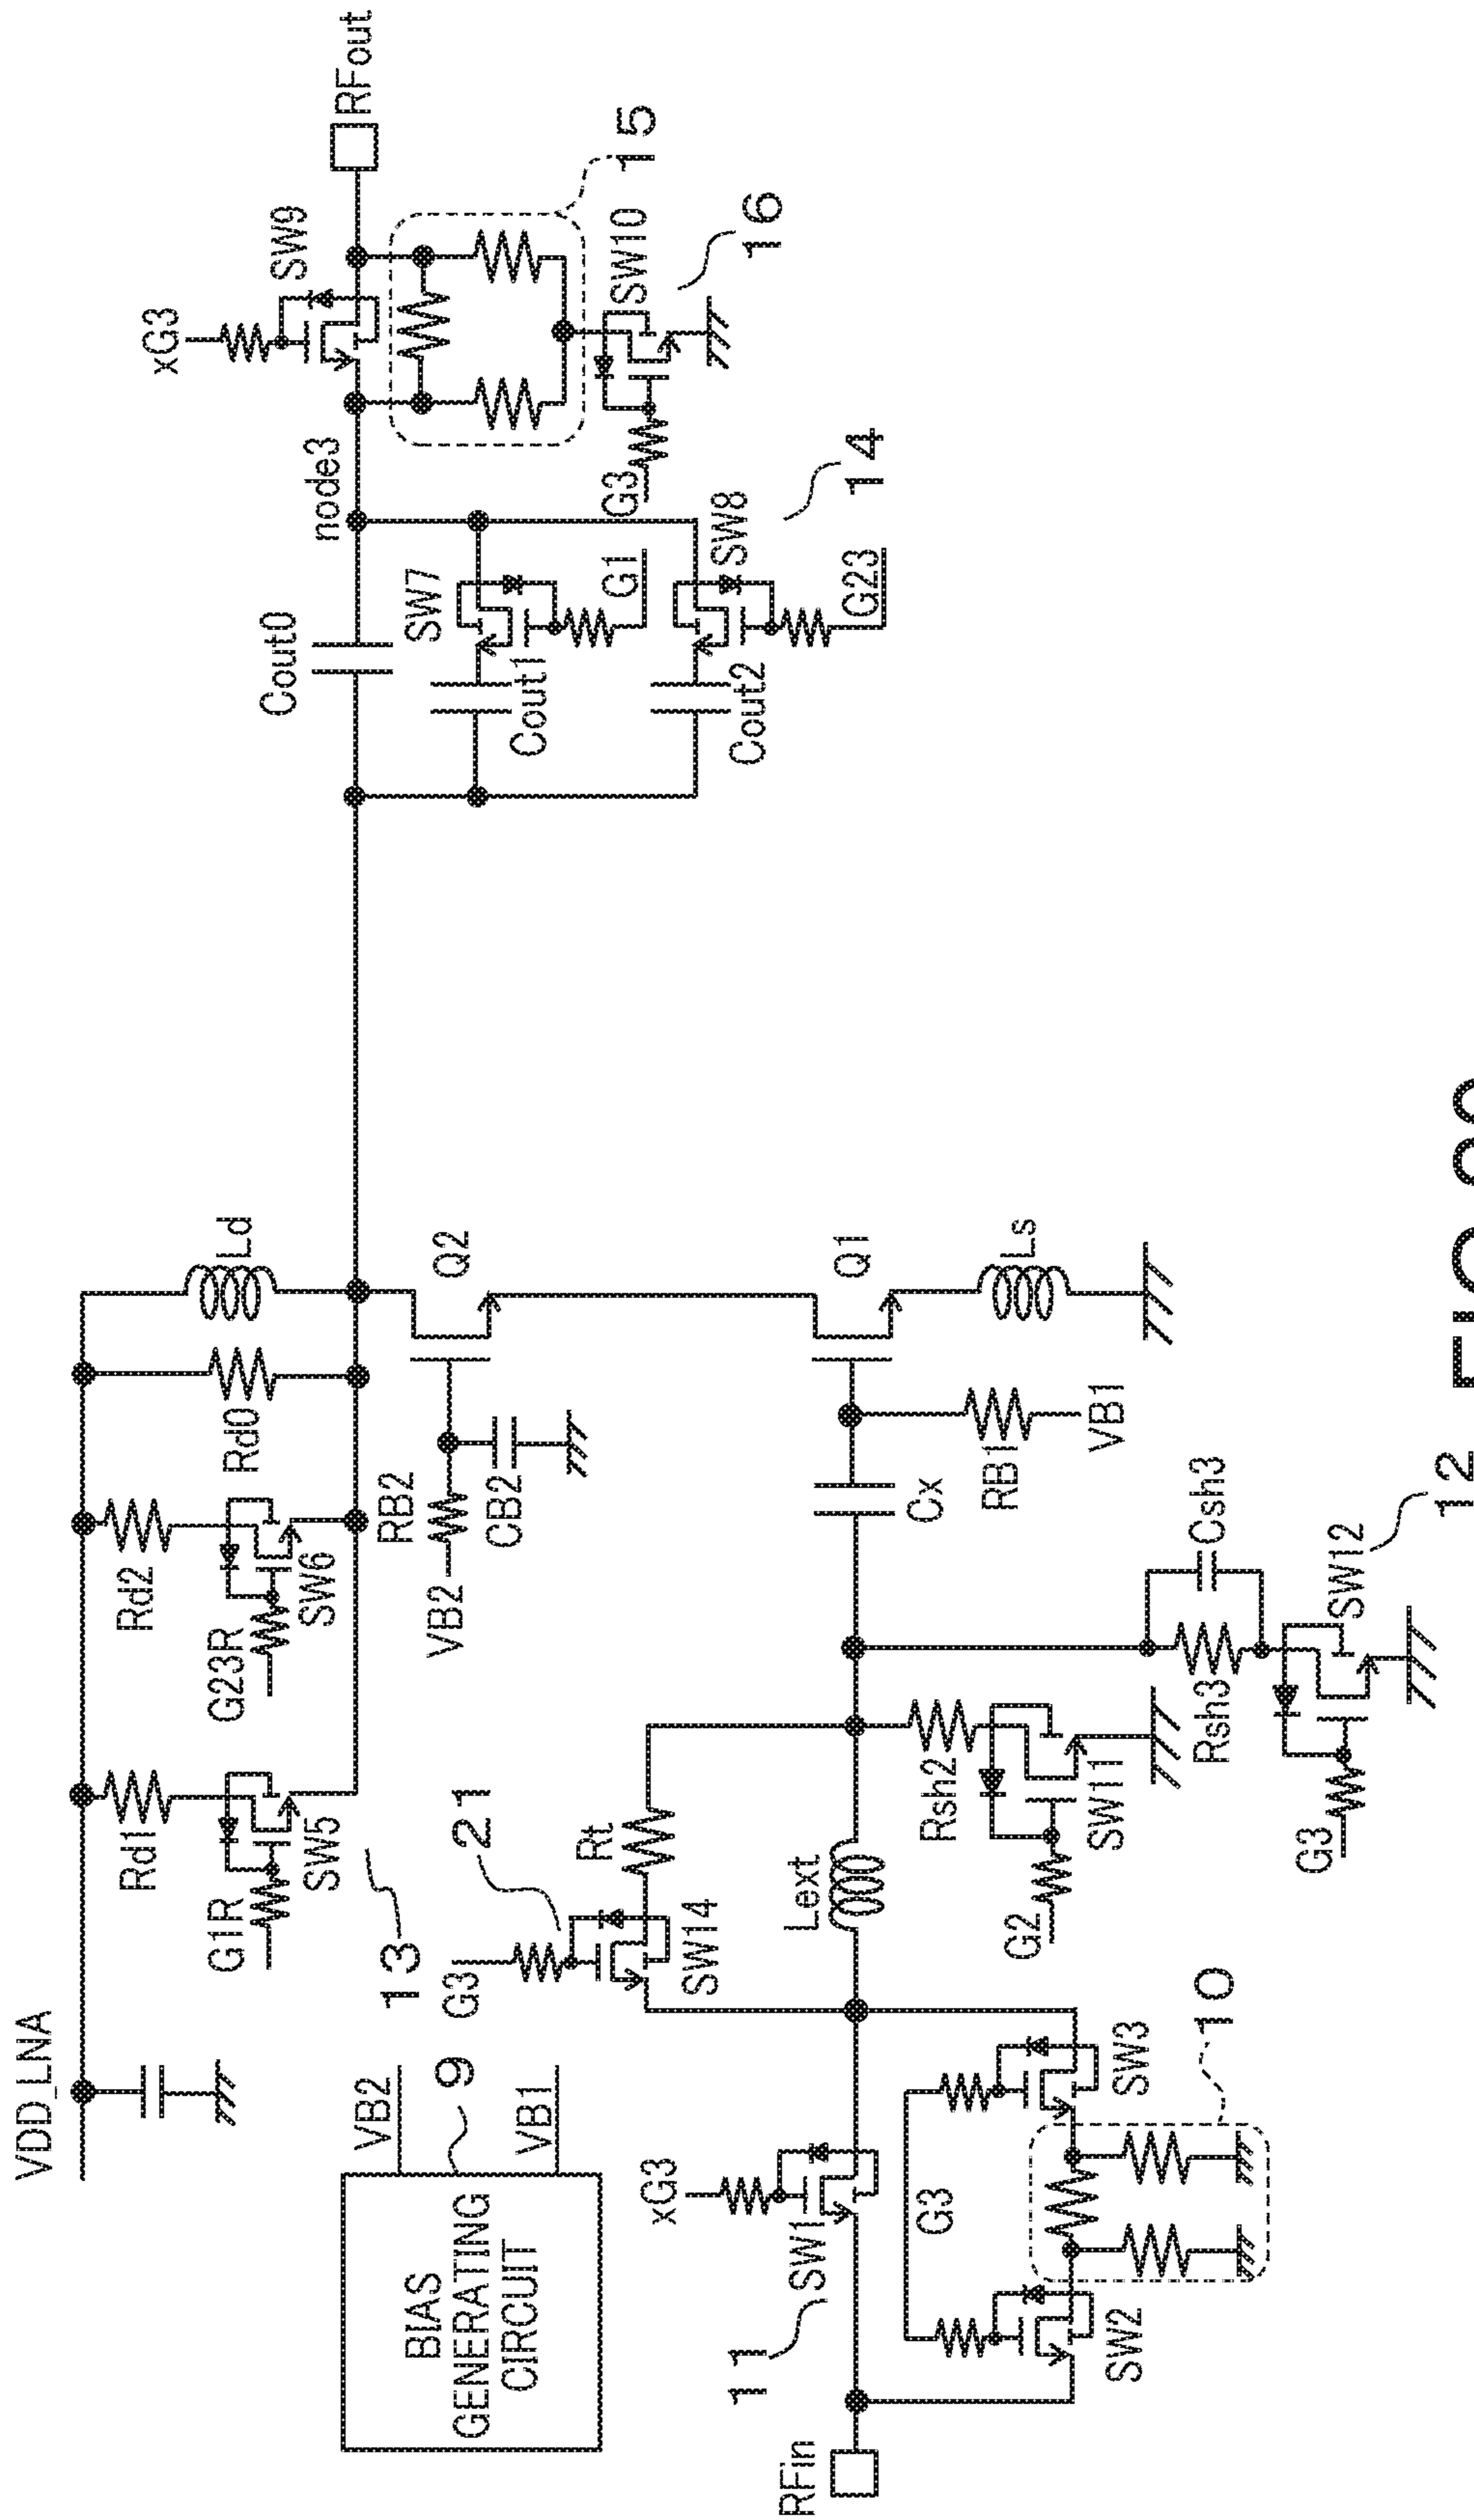 VDD_LNA
Rd1
Rd2
Rd0
Ld
G1R
SW5
G23R
SW6
13
BIAS
GENERATING
CIRCUIT
9
VB2
VB1
VB2
RB2
CB2
Q2
Cout0
node3
xG3
SW9
RFout
15
SW7
Cout1
G1
Cout2
SW8
G23
14
G3
SW10
16
G3
21
SW14
Rt
Lext
xG3
SW1
11
RFin
SW2
G3
SW3
10
Rsh2
G2
SW11
Cx
RB1
VB1
Q1
Ls
Rsh3
Csh3
G3
SW12
12